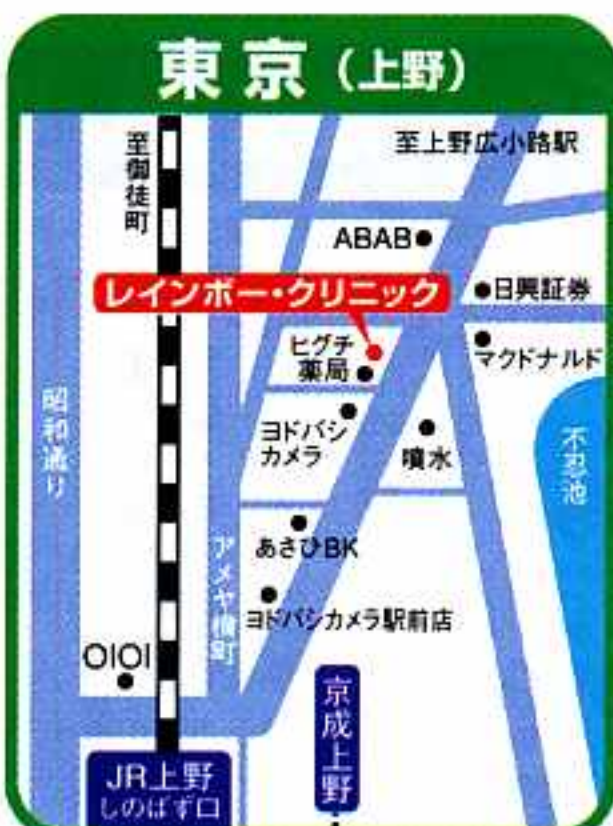 東京（上野）
至御徒町
至上野広小路駅
ABAB
レインボー・クリニック
日興証券
ヒグチ
薬局
マクドナルド
昭和通り
ヨドバシ
カメラ
噴水
不忍池
アメヤ横町
あさひBK
ヨドバシカメラ駅前店
OIOI
京成上野
JR上野
しのばず口